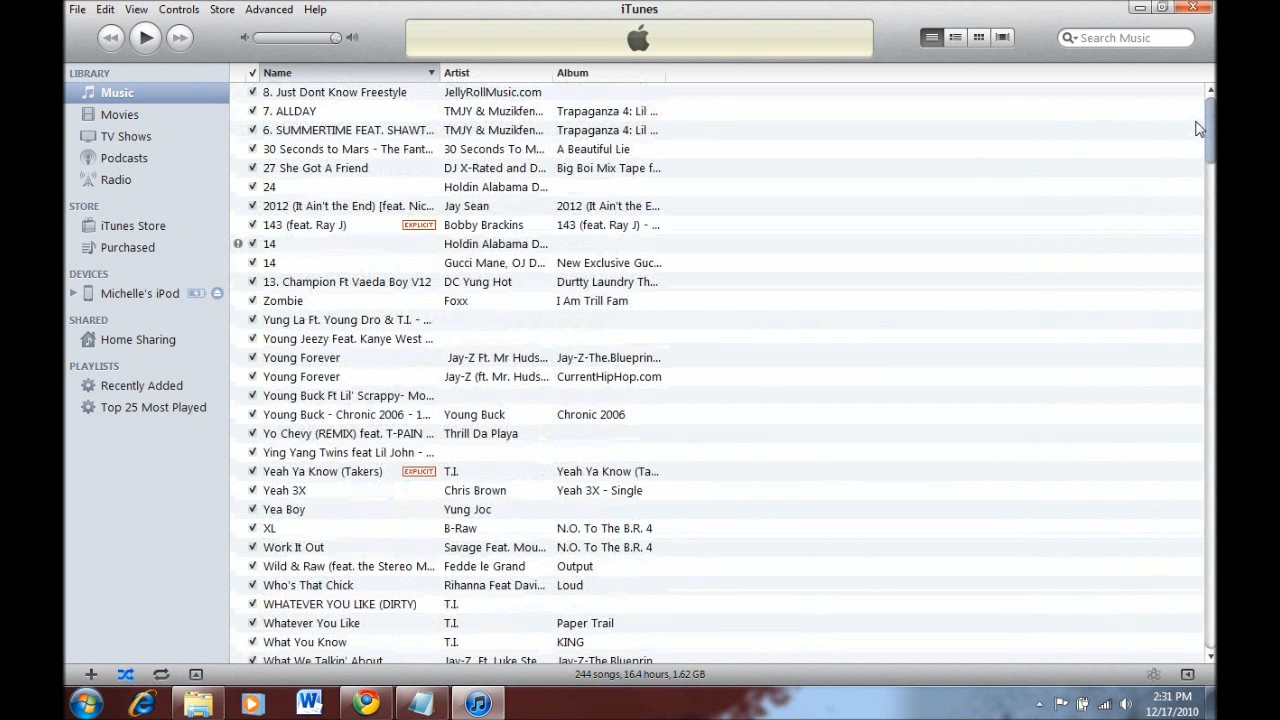 File Edit View Controls Store Advanced Help
iTunes
Search Music
LIBRARY
Music
Movies
TV Shows
Podcasts
Radio
STORE
iTunes Store
Purchased
DEVICES
Michelle's iPod
SHARED
Home Sharing
PLAYLISTS
Recently Added
Top 25 Most Played
Name Artist Album
8. Just Dont Know Freestyle JellyRollMusic.com
7. ALLDAY TMJY & Muzikfen... Trapaganza 4: Lil ...
6. SUMMERTIME FEAT. SHAWT... TMJY & Muzikfen... Trapaganza 4: Lil ...
30 Seconds to Mars - The Fant... 30 Seconds To M... A Beautiful Lie
27 She Got A Friend DJ X-Rated and D... Big Boi Mix Tape f...
24 Holdin Alabama D...
2012 (It Ain't the End) [feat. Nic... Jay Sean 2012 (It Ain't the E...
143 (feat. Ray J) EXPLICIT Bobby Brackins 143 (feat. Ray J) - ...
14 Holdin Alabama D...
14 Gucci Mane, OJ D... New Exclusive Guc...
13. Champion Ft Vaeda Boy V12 DC Yung Hot Durtty Laundry Th...
Zombie Foxx I Am Trill Fam
Yung La Ft. Young Dro & T.I. - ...
Young Jeezy Feat. Kanye West ...
Young Forever Jay-Z Ft. Mr Huds... Jay-Z-The.Blueprin...
Young Forever Jay-Z (ft. Mr. Huds... CurrentHipHop.com
Young Buck Ft Lil' Scrappy- Mo...
Young Buck - Chronic 2006 - 1... Young Buck Chronic 2006
Yo Chevy (REMIX) feat. T-PAIN ... Thrill Da Playa
Ying Yang Twins feat Lil John - ...
Yeah Ya Know (Takers) EXPLICIT T.I. Yeah Ya Know (Ta...
Yeah 3X Chris Brown Yeah 3X - Single
Yea Boy Yung Joc
XL B-Raw N.O. To The B.R. 4
Work It Out Savage Feat. Mou... N.O. To The B.R. 4
Wild & Raw (feat. the Stereo M... Fedde le Grand Output
Who's That Chick Rihanna Feat Davi... Loud
WHATEVER YOU LIKE (DIRTY) T.I.
Whatever You Like T.I. Paper Trail
What You Know T.I. KING
What We Talkin' About Jay-Z, Ft. Luke Ste... Jay-Z-The.Blueprin...
244 songs, 16.4 hours, 1.62 GB
2:31 PM
12/17/2010